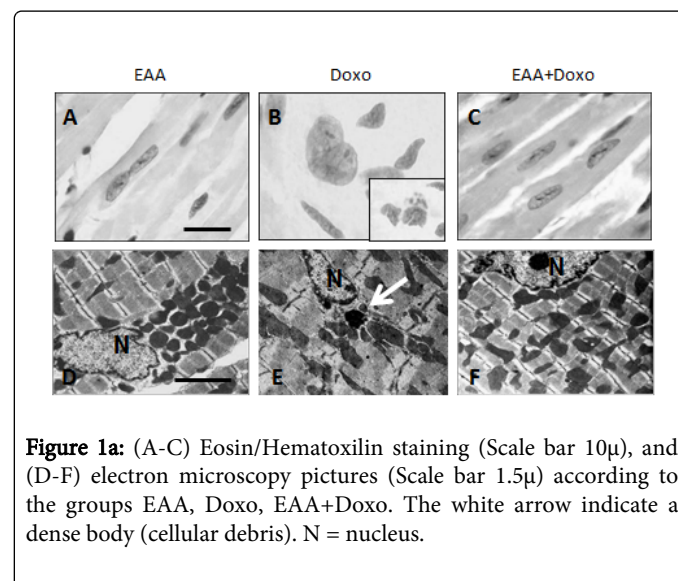 EAA Doxo EAA+Doxo
A B C
N N N
D E F
Figure 1a: (A-C) Eosin/Hematoxilin staining (Scale bar 10μ), and
(D-F) electron microscopy pictures (Scale bar 1.5μ) according to
the groups EAA, Doxo, EAA+Doxo. The white arrow indicate a
dense body (cellular debris). N = nucleus.